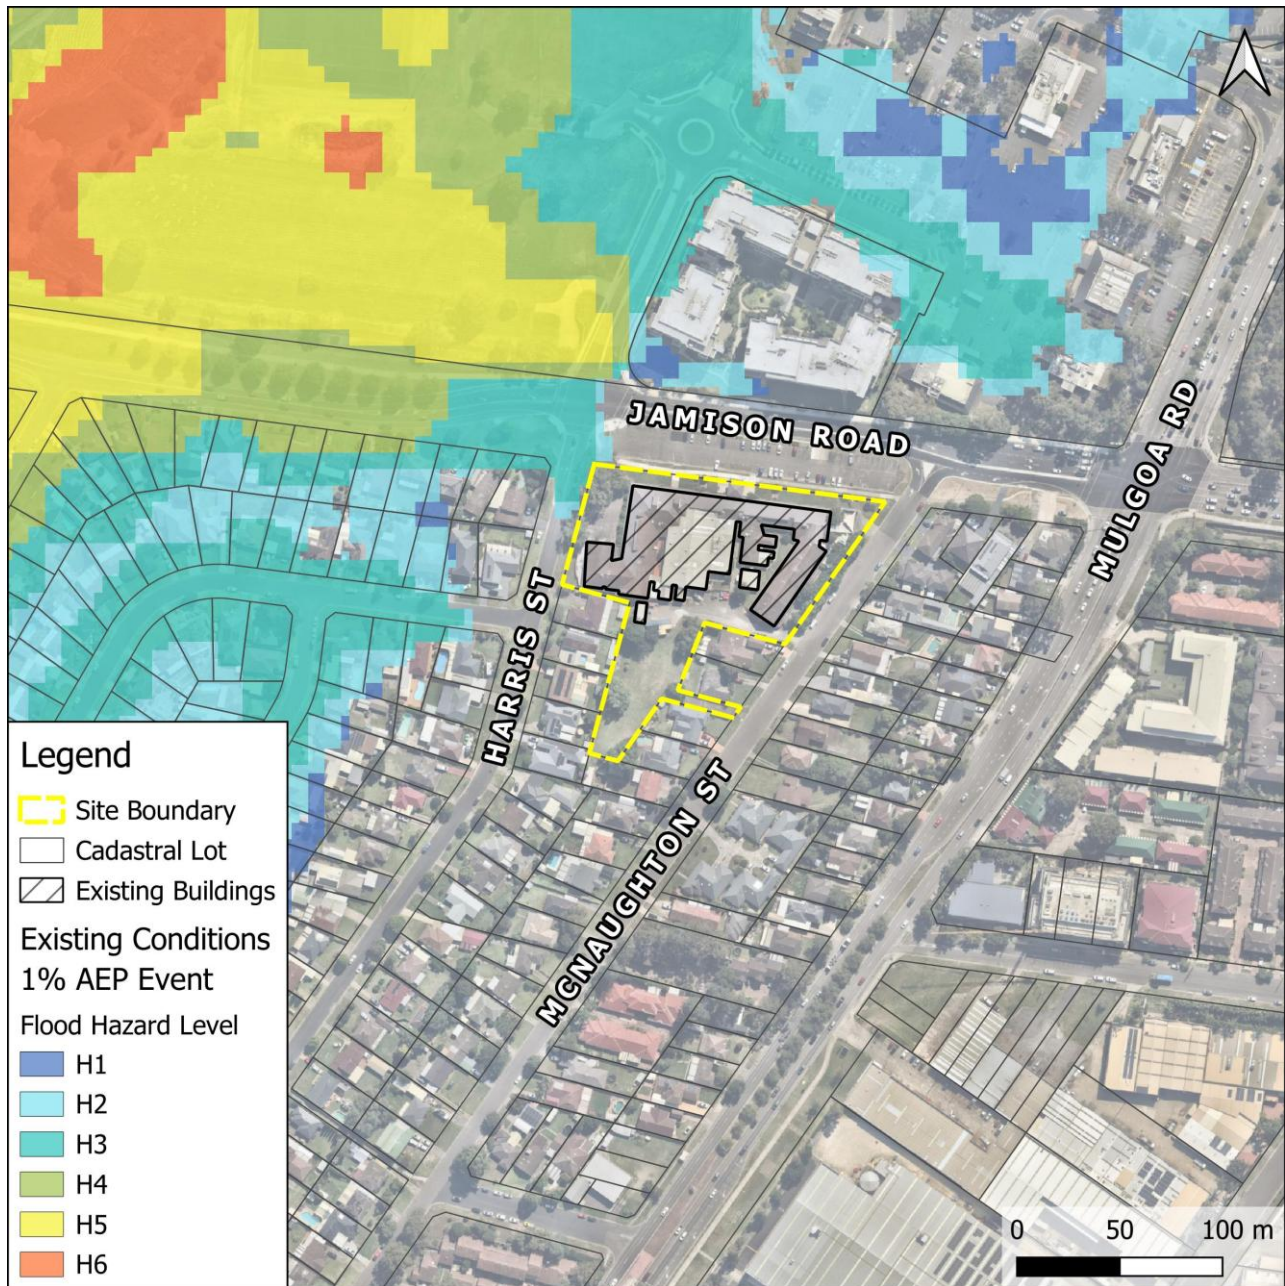 JAMISON ROAD
MULGOA RD
HARRIS ST
MCNAUGHTON ST
Legend
Site Boundary
Cadastral Lot
Existing Buildings
Existing Conditions
1% AEP Event
Flood Hazard Level
H1
H2
H3
H4
H5
H6
0 50 100 m